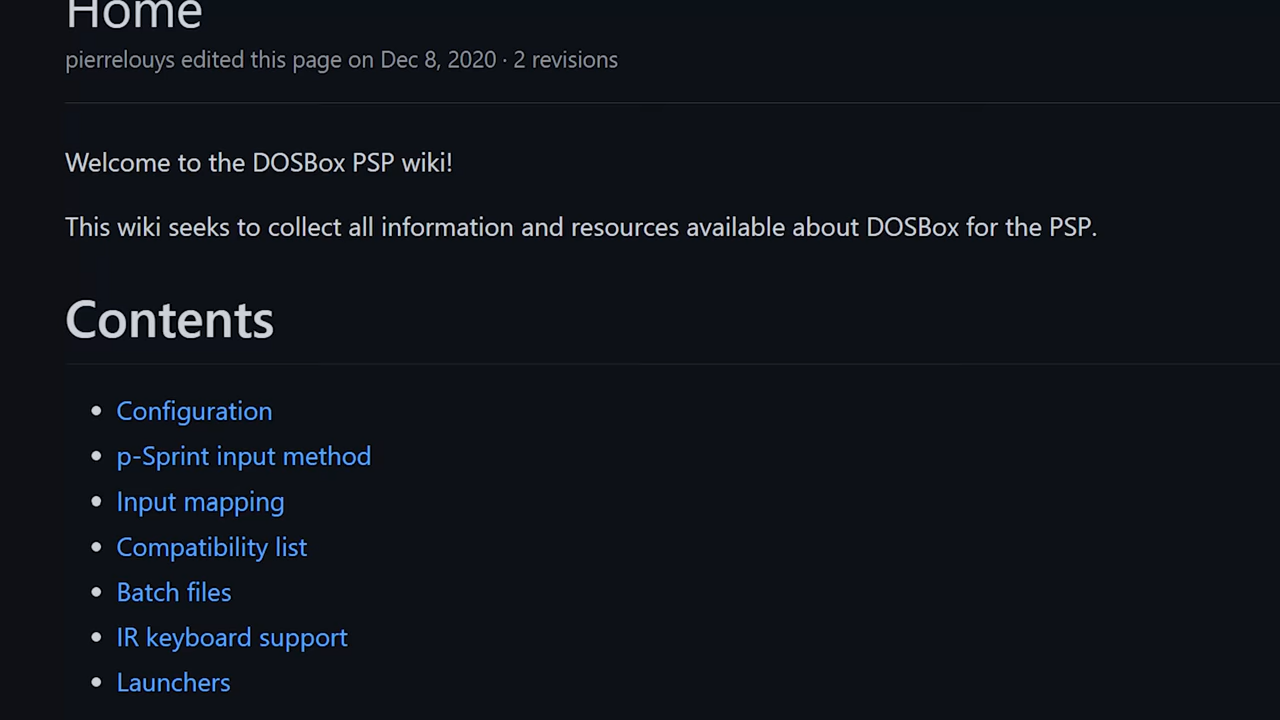 Home
pierrelouys edited this page on Dec 8, 2020 · 2 revisions
Welcome to the DOSBox PSP wiki!
This wiki seeks to collect all information and resources available about DOSBox for the PSP.
Contents
• Configuration
• p-Sprint input method
• Input mapping
• Compatibility list
• Batch files
• IR keyboard support
• Launchers